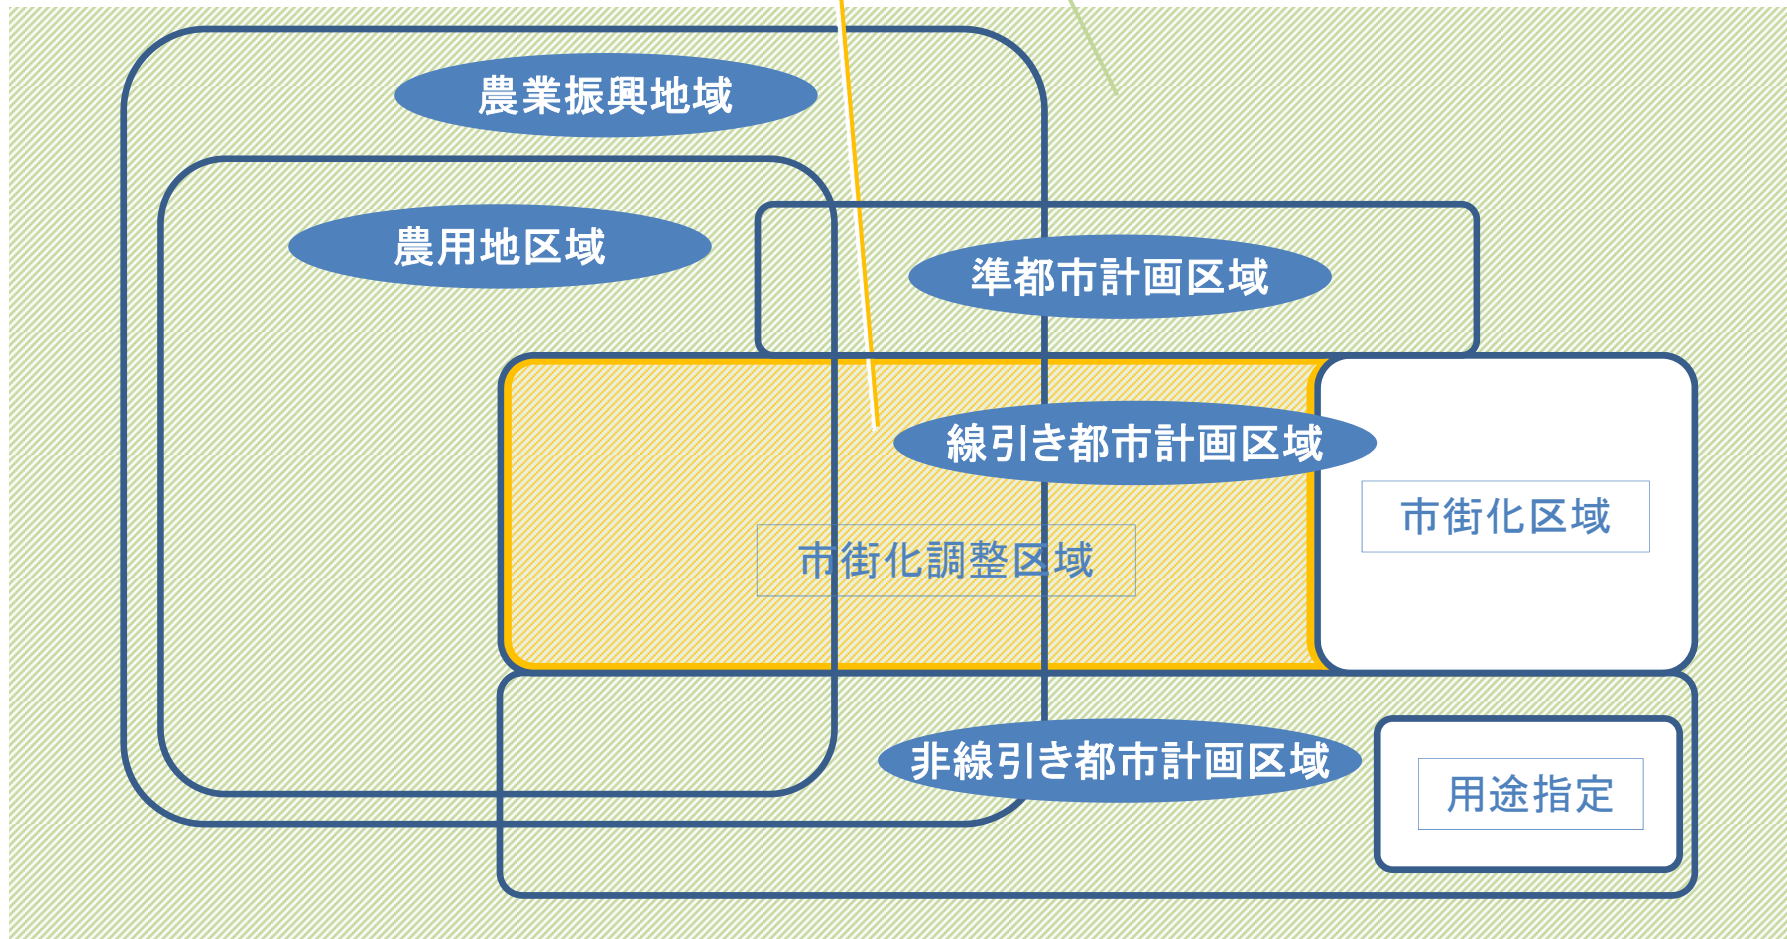 農業振興地域
農用地区域
準都市計画区域
線引き都市計画区域
市街化区域
市街化調整区域
非線引き都市計画区域
用途指定